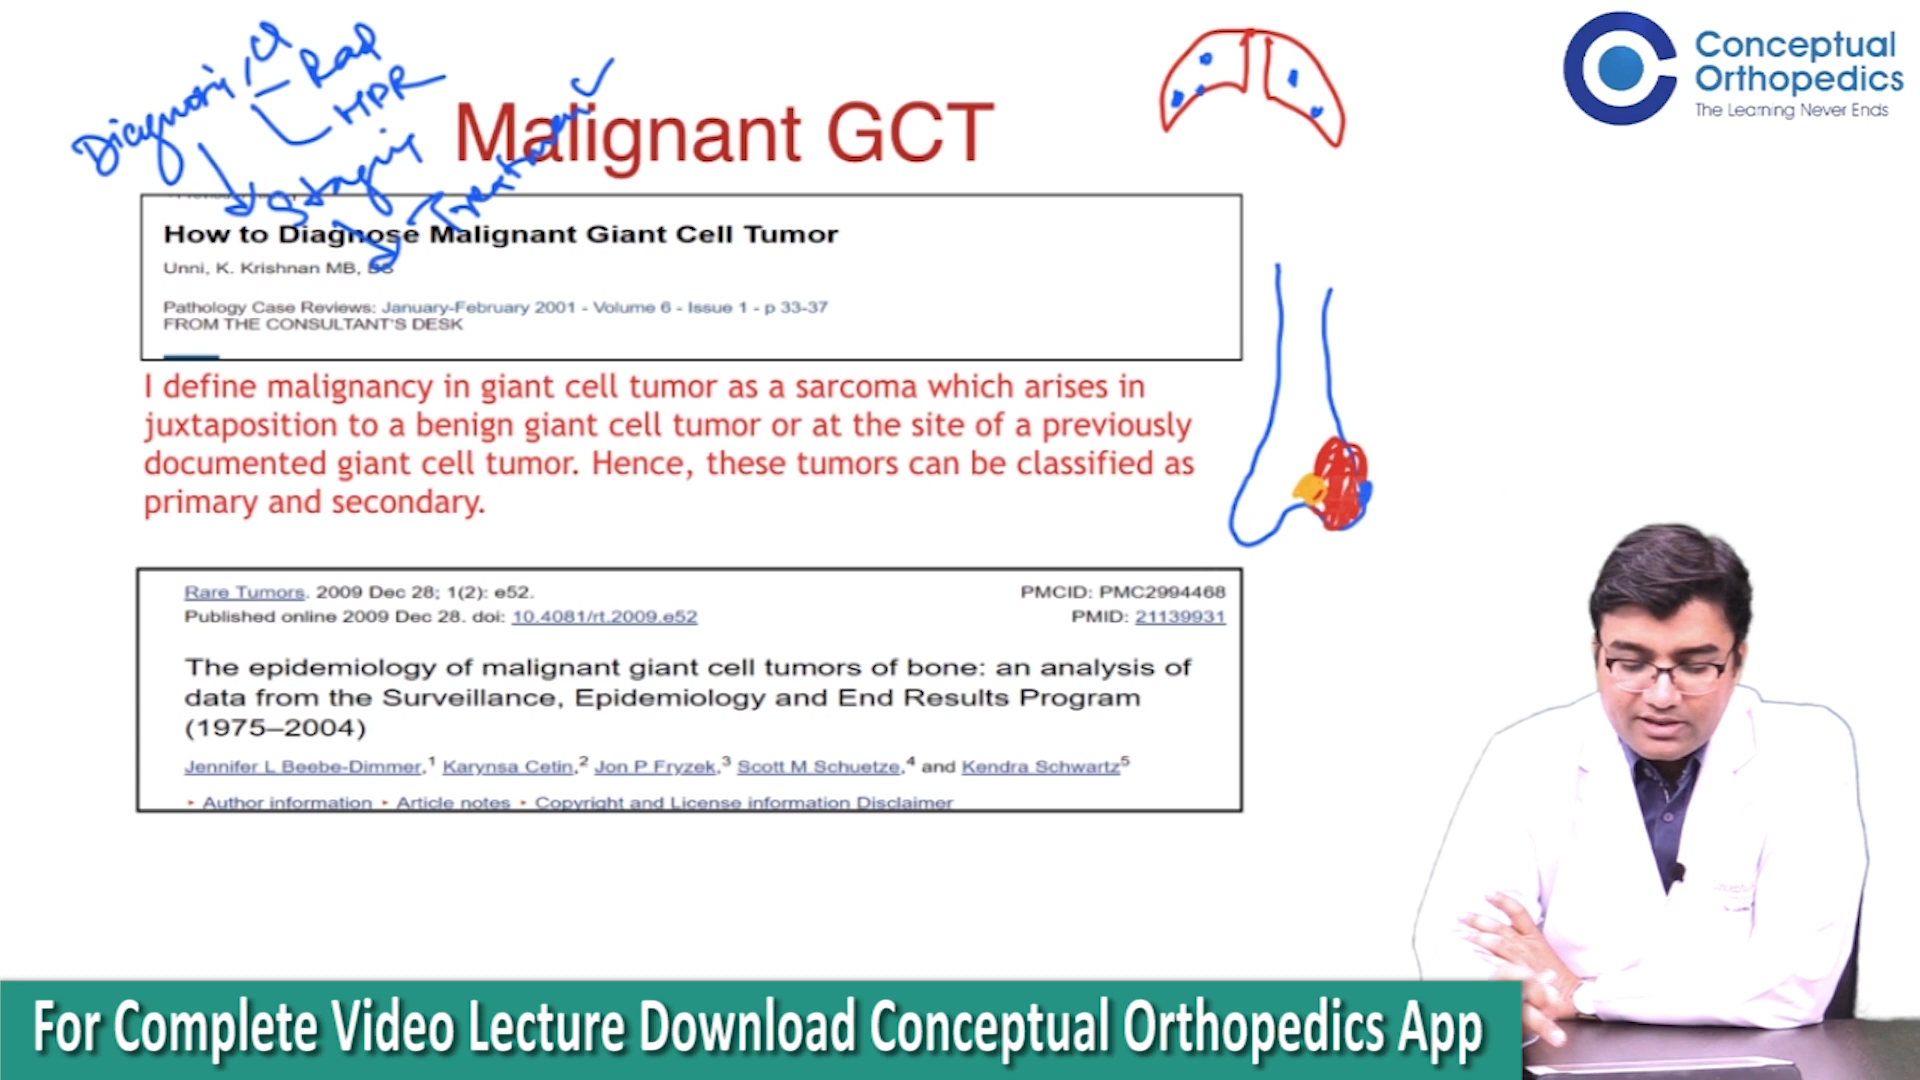 Diagnosis, Cl
Rad
HPR
Staging
Treatment
Malignant GCT
Conceptual
Orthopedics
The Learning Never Ends
How to Diagnose Malignant Giant Cell Tumor
Unni, K. Krishnan MB, BS
Pathology Case Reviews: January-February 2001 - Volume 6 - Issue 1 - p 33-37
FROM THE CONSULTANT'S DESK
I define malignancy in giant cell tumor as a sarcoma which arises in
juxtaposition to a benign giant cell tumor or at the site of a previously
documented giant cell tumor. Hence, these tumors can be classified as
primary and secondary.
Rare Tumors. 2009 Dec 28; 1(2): e52.
PMCID: PMC2994468
Published online 2009 Dec 28. doi: 10.4081/rt.2009.e52
PMID: 21139931
The epidemiology of malignant giant cell tumors of bone: an analysis of
data from the Surveillance, Epidemiology and End Results Program
(1975–2004)
Jennifer L Beebe-Dimmer,1 Karynsa Cetin,2 Jon P Fryzek,3 Scott M Schuetze,4 and Kendra Schwartz5
‣ Author information ‣ Article notes ‣ Copyright and License information Disclaimer
For Complete Video Lecture Download Conceptual Orthopedics App